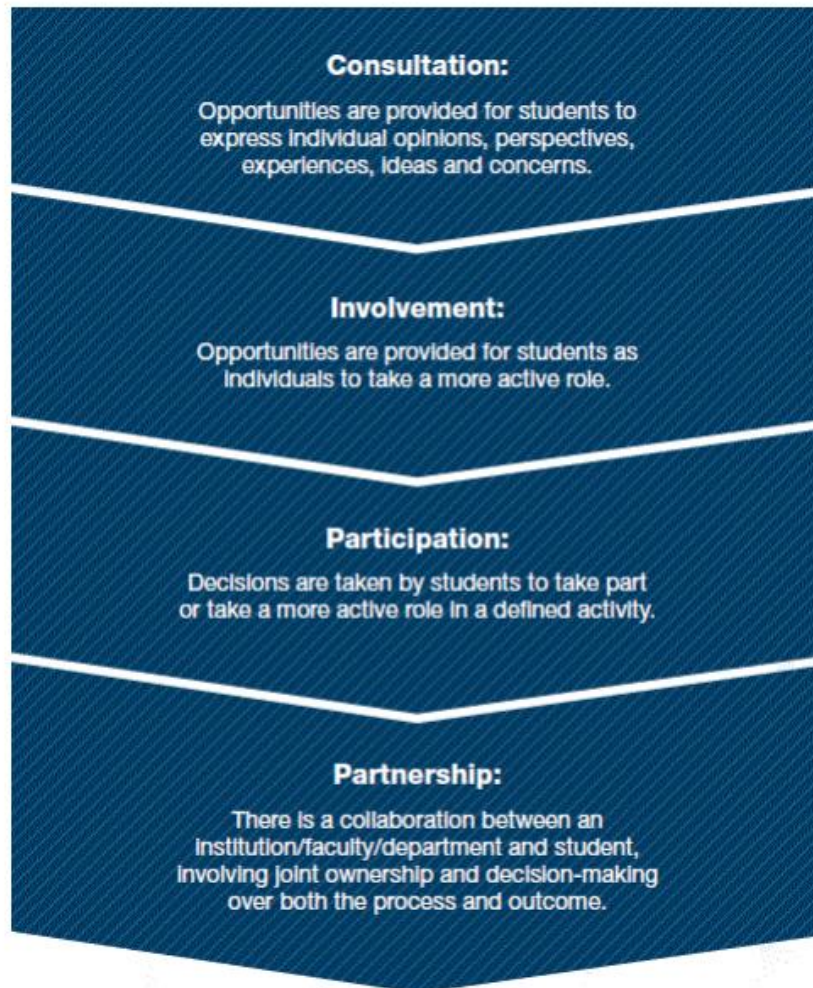 Consultation:
Opportunities are provided for students to
express individual opinions, perspectives,
experiences, ideas and concerns.
Involvement:
Opportunities are provided for students as
individuals to take a more active role.
Participation:
Decisions are taken by students to take part
or take a more active role in a defined activity.
Partnership:
There is a collaboration between an
institution/faculty/department and student,
involving joint ownership and decision-making
over both the process and outcome.